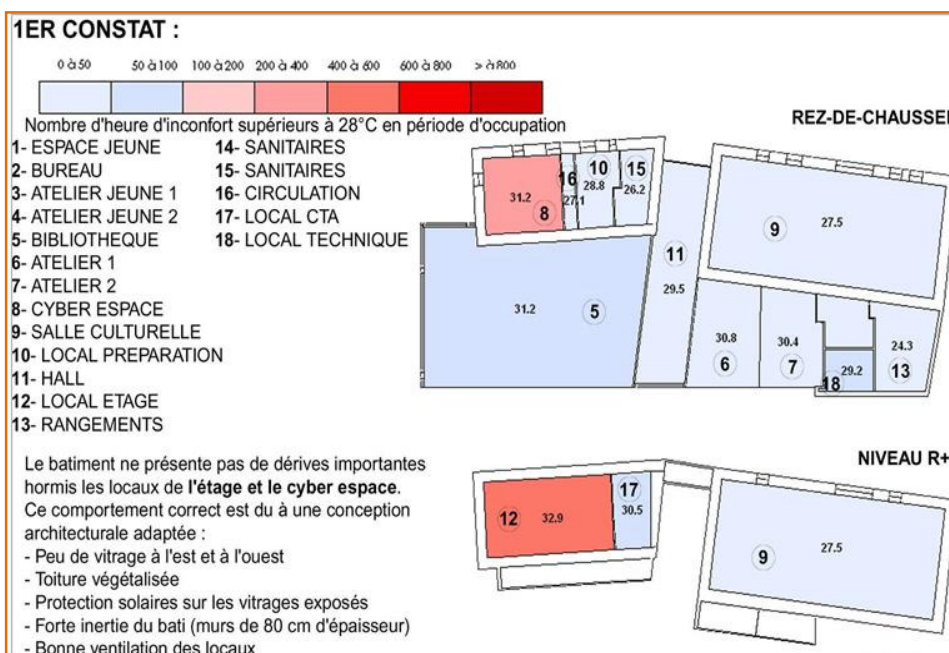 1ER CONSTAT :
0 à 50 50 à 100 100 à 200 200 à 400 400 à 600 600 à 800 > à 800
Nombre d'heure d'inconfort supérieurs à 28°C en période d'occupation
REZ-DE-CHAUSSEE
1- ESPACE JEUNE
2- BUREAU
3- ATELIER JEUNE 1
4- ATELIER JEUNE 2
5- BIBLIOTHEQUE
6- ATELIER 1
7- ATELIER 2
8- CYBER ESPACE
9- SALLE CULTURELLE
10- LOCAL PREPARATION
11- HALL
12- LOCAL ETAGE
13- RANGEMENTS
14- SANITAIRES
15- SANITAIRES
16- CIRCULATION
17- LOCAL CTA
18- LOCAL TECHNIQUE
31.2
8
16
27.1
10
28.8
15
26.2
11
29.5
9
27.5
31.2
5
30.8
6
30.4
7
29.2
18
24.3
13
Le batiment ne présente pas de dérives importantes
hormis les locaux de l'étage et le cyber espace.
Ce comportement correct est du à une conception
architecturale adaptée :
- Peu de vitrage à l'est et à l'ouest
- Toiture végétalisée
- Protection solaires sur les vitrages exposés
- Forte inertie du bati (murs de 80 cm d'épaisseur)
- Bonne ventilation des locaux
NIVEAU R+
12
32.9
17
30.5
9
27.5